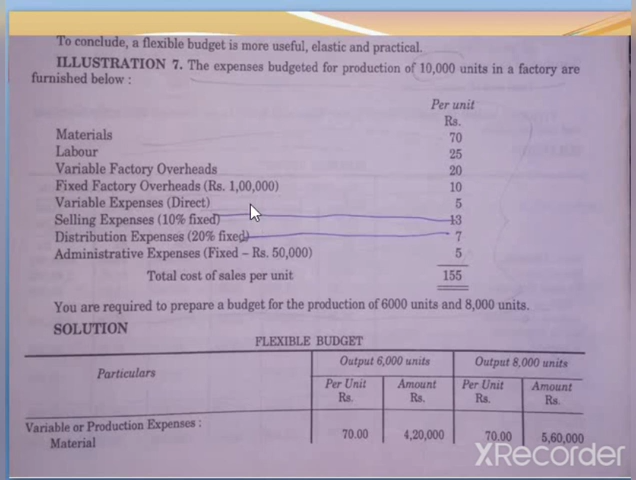 To conclude, a flexible budget is more useful, elastic and practical.
ILLUSTRATION 7. The expenses budgeted for production of 10,000 units in a factory are
furnished below :
Per unit
Rs.
Materials 70
Labour 25
Variable Factory Overheads 20
Fixed Factory Overheads (Rs. 1,00,000) 10
Variable Expenses (Direct) 5
Selling Expenses (10% fixed) 13
Distribution Expenses (20% fixed) 7
Administrative Expenses (Fixed – Rs. 50,000) 5
Total cost of sales per unit 155
You are required to prepare a budget for the production of 6000 units and 8,000 units.
SOLUTION
FLEXIBLE BUDGET
Particulars Output 6,000 units Output 8,000 units
Per Unit Amount Per Unit Amount
Rs. Rs. Rs. Rs.
Variable or Production Expenses :
Material 70.00 4,20,000 70.00 5,60,000
XRecorder